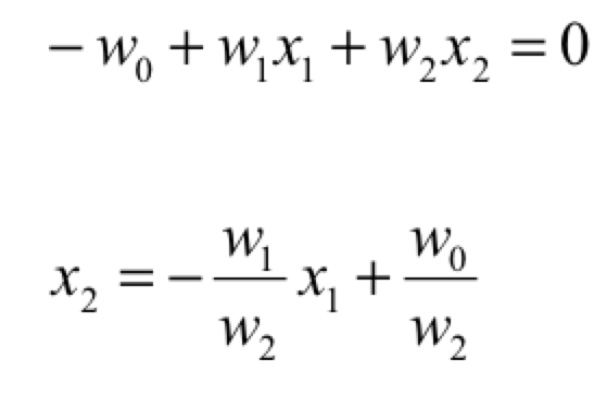 − w₀ + w₁x₁ + w₂x₂ = 0
x₂ = − w₁/w₂ x₁ + w₀/w₂